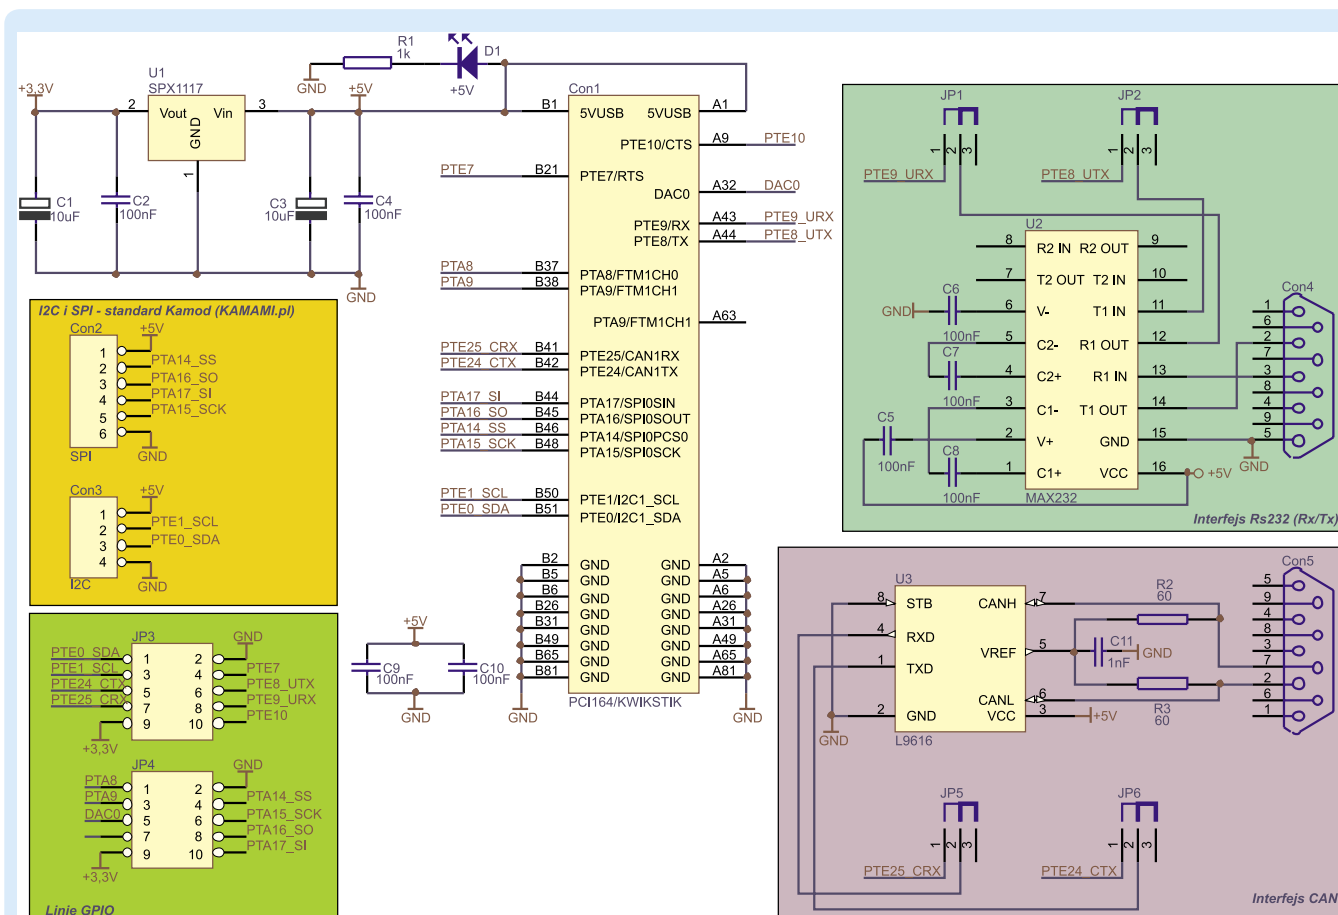 R1
1k
D1
GND
+5V
U1
SPX1117
+3,3V
+5V
2
Vout
Vin
3
GND
1
C1
10uF
C2
100nF
C3
10uF
C4
100nF
GND
Con1
B1
5VUSB
5VUSB
A1
PTE10/CTS
A9
PTE10
PTE7
B21
PTE7/RTS
DAC0
A32
DAC0
PTE9/RX
A43
PTE9_URX
PTE8/TX
A44
PTE8_UTX
PTA8
B37
PTA8/FTM1CH0
PTA9
B38
PTA9/FTM1CH1
PTA9/FTM1CH1
A63
PTE25_CRX
B41
PTE25/CAN1RX
PTE24_CTX
B42
PTE24/CAN1TX
PTA17_SI
B44
PTA17/SPI0SIN
PTA16_SO
B45
PTA16/SPI0SOUT
PTA14_SS
B46
PTA14/SPI0PCS0
PTA15_SCK
B48
PTA15/SPI0SCK
PTE1_SCL
B50
PTE1/I2C1_SCL
PTE0_SDA
B51
PTE0/I2C1_SDA
B2 GND GND A2
B5 GND GND A5
B6 GND GND A6
B26 GND GND A26
B31 GND GND A31
B49 GND GND A49
B65 GND GND A65
B81 GND GND A81
PCI164/KWIKSTIK
GND
GND
+5V
C9
100nF
C10
100nF
GND
I2C i SPI - standard Kamod (KAMAMI.pl)
Con2
+5V
1
2 PTA14_SS
3 PTA16_SO
4 PTA17_SI
5 PTA15_SCK
6
SPI
GND
Con3
+5V
1
2 PTE1_SCL
3 PTE0_SDA
4
I2C
GND
JP3
GND
PTE0_SDA 1 2
PTE1_SCL 3 4 PTE7
PTE24_CTX 5 6 PTE8_UTX
PTE25_CRX 7 8 PTE9_URX
9 10 PTE10
+3,3V
JP4
GND
PTA8 1 2
PTA9 3 4 PTA14_SS
DAC0 5 6 PTA15_SCK
7 8 PTA16_SO
9 10 PTA17_SI
+3,3V
Linie GPIO
JP1
1 2 3
PTE9_URX
JP2
1 2 3
PTE8_UTX
U2
8 R2 IN R2 OUT 9
7 T2 OUT T2 IN 10
6 V- T1 IN 11
5 C2- R1 OUT 12
4 C2+ R1 IN 13
3 C1- T1 OUT 14
2 V+ GND 15
1 C1+ VCC 16
MAX232
GND
C6
100nF
C7
100nF
C5
100nF
C8
100nF
+5V
GND
Con4
1
6
2
7
3
8
4
9
5
Interfejs Rs232 (Rx/Tx)
U3
8 STB CANH 7
4 RXD
VREF 5
1 TXD
CANL 6
2 GND VCC 3
L9616
GND
R2
60
C11
1nF
GND
R3
60
+5V
Con5
5
9
4
8
3
7
2
6
1
JP5
1 2 3
PTE25_CRX
JP6
1 2 3
PTE24_CTX
Interfejs CAN